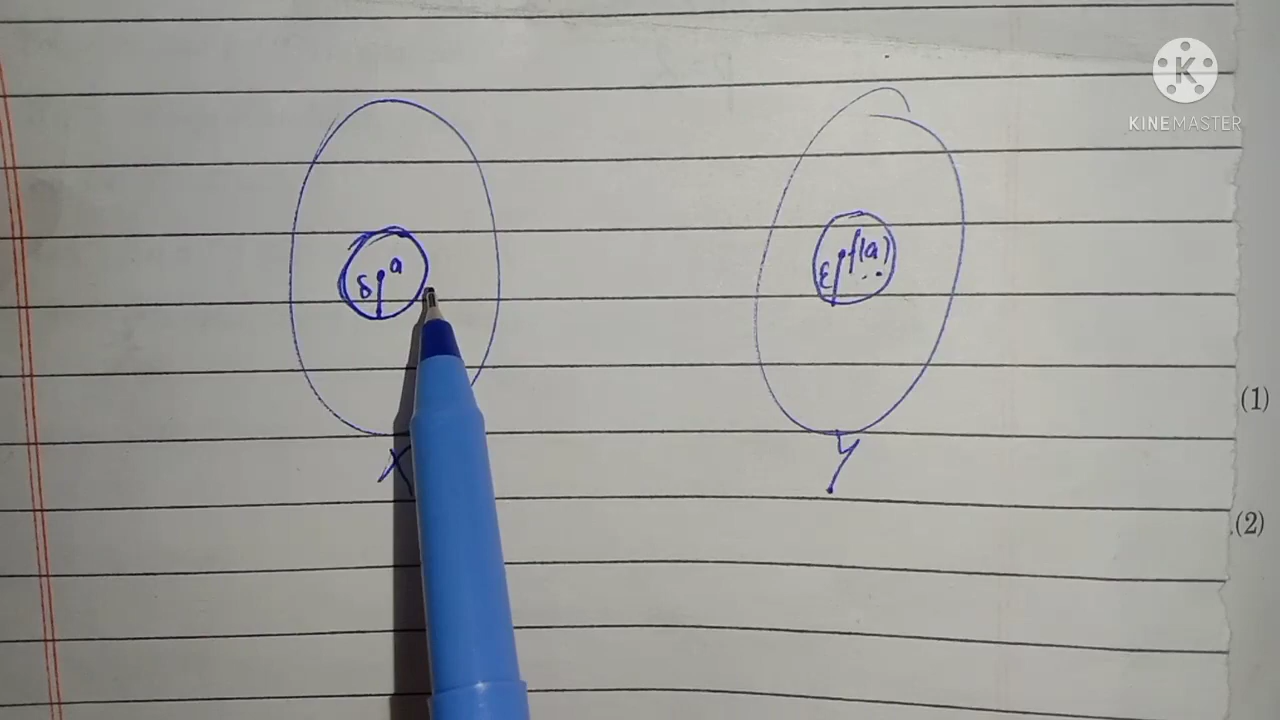 K
KINEMASTER
δ a
ε f(a)
(1)
X
Y
(2)